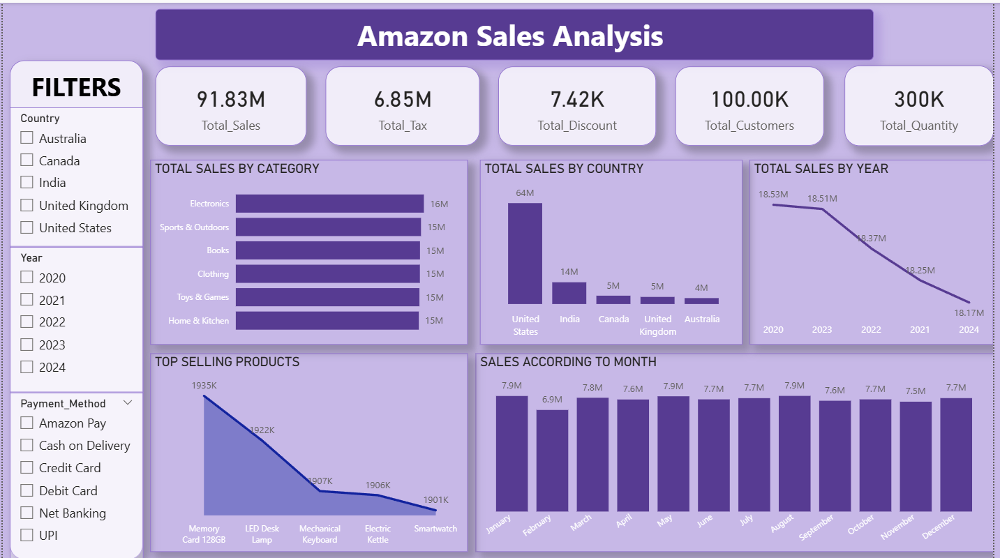 Amazon Sales Analysis
FILTERS
Country
Australia
Canada
India
United Kingdom
United States
Year
2020
2021
2022
2023
2024
Payment_Method
Amazon Pay
Cash on Delivery
Credit Card
Debit Card
Net Banking
UPI
91.83M
Total_Sales
6.85M
Total_Tax
7.42K
Total_Discount
100.00K
Total_Customers
300K
Total_Quantity
TOTAL SALES BY CATEGORY
Electronics 16M
Sports & Outdoors 15M
Books 15M
Clothing 15M
Toys & Games 15M
Home & Kitchen 15M
TOTAL SALES BY COUNTRY
64M
14M
5M
5M
4M
United
States
India
Canada
United
Kingdom
Australia
TOTAL SALES BY YEAR
18.53M
18.51M
18.37M
18.25M
18.17M
2020 2023 2022 2021 2024
TOP SELLING PRODUCTS
1935K
1922K
1907K
1906K
1901K
Memory
Card 128GB
LED Desk
Lamp
Mechanical
Keyboard
Electric
Kettle
Smartwatch
SALES ACCORDING TO MONTH
7.9M 6.9M 7.8M 7.6M 7.9M 7.7M 7.7M 7.9M 7.6M 7.7M 7.5M 7.7M
January February March April May June July August September October November December